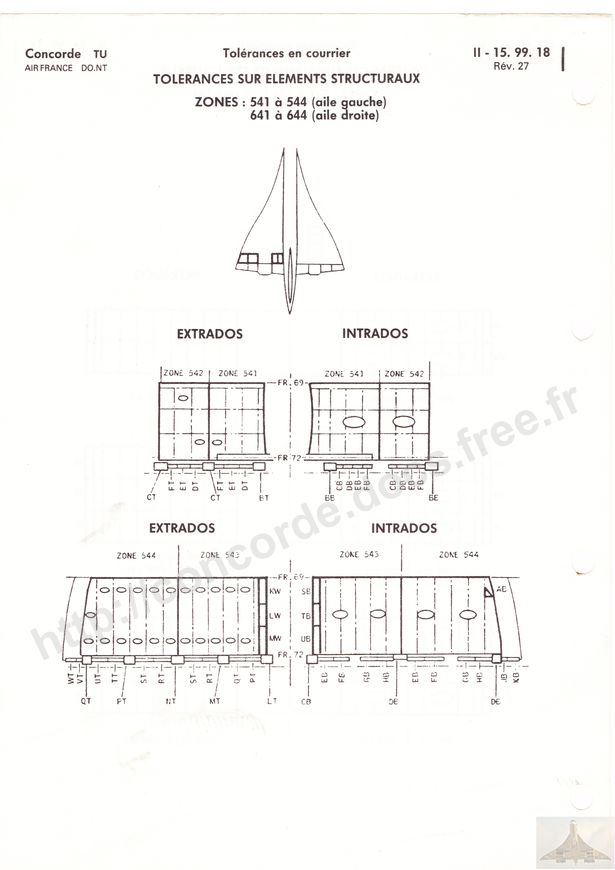 Concorde TU
AIR FRANCE DO.NT
Tolérances en courrier
II - 15. 99. 18
Rév. 27
TOLERANCES SUR ELEMENTS STRUCTURAUX
ZONES : 541 à 544 (aile gauche)
641 à 644 (aile droite)
EXTRADOS INTRADOS
ZONE 542 ZONE 541 ZONE 541 ZONE 542
FR. 69
FR 72
FT ET DT FT ET DT CB DB EB FB CB DB EB FB
CT CT BT BB BE
EXTRADOS INTRADOS
ZONE 544 ZONE 543 ZONE 543 ZONE 544
FR. 69
KW SB AB
LW TB
MW UB
FR. 72
WT VT UT TT ST RT ST RT QT PT EB FB GB HB EB FB GB HB JB KB
QT PT NT MT LT CB DE DE
http://concorde.docs.free.fr